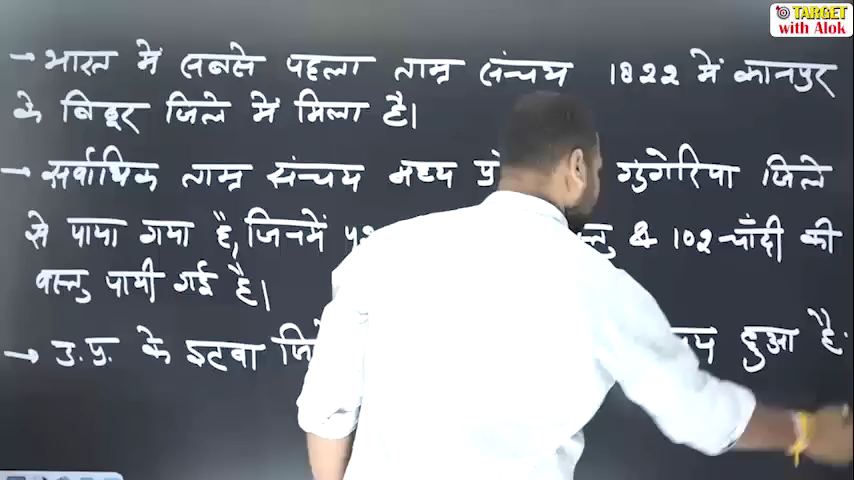 TARGET
with Alok
- भारत में सबसे पहला ताम्र संचय 1822 में कानपुर
के बिठूर जिले में मिला है।
→ सर्वाधिक ताम्र संचय मध्य गुंगेरिया जिले
से पाया गया है, जिनमें & 102 - चाँदी की
वस्तु पायी गई है।
→ उ.प्र. के इटवा हुआ है